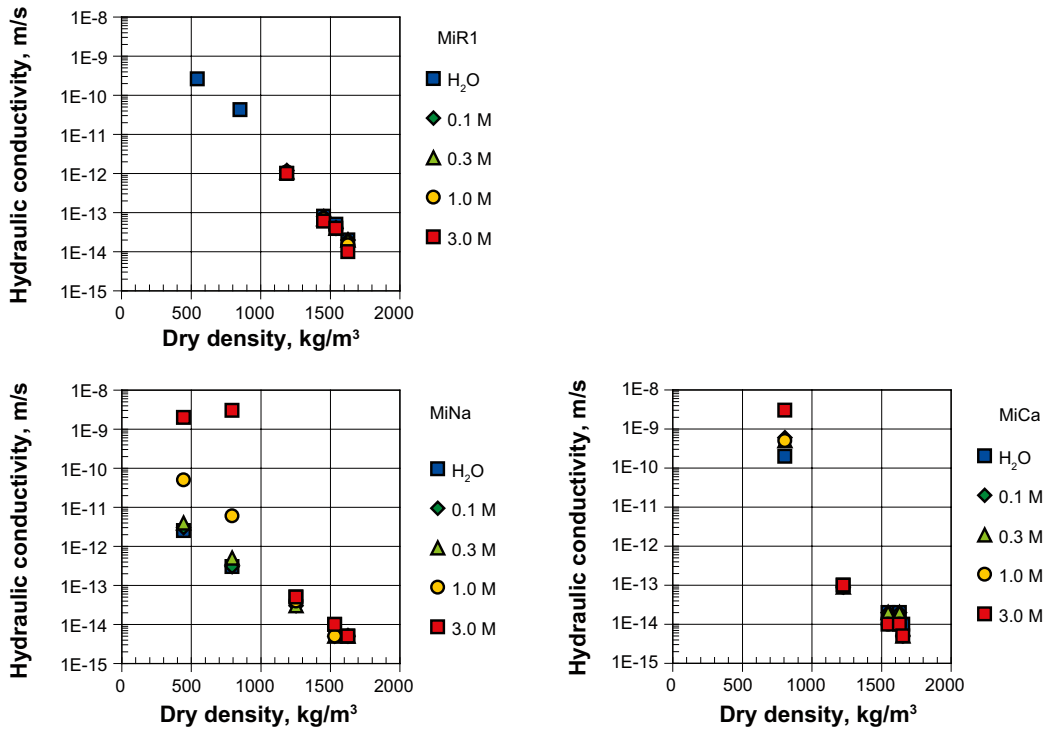 Hydraulic conductivity, m/s
1E-8
1E-9
1E-10
1E-11
1E-12
1E-13
1E-14
1E-15
0 500 1000 1500 2000
Dry density, kg/m³
MiR1
H₂O
0.1 M
0.3 M
1.0 M
3.0 M
Hydraulic conductivity, m/s
1E-8
1E-9
1E-10
1E-11
1E-12
1E-13
1E-14
1E-15
0 500 1000 1500 2000
Dry density, kg/m³
MiNa
H₂O
0.1 M
0.3 M
1.0 M
3.0 M
Hydraulic conductivity, m/s
1E-8
1E-9
1E-10
1E-11
1E-12
1E-13
1E-14
1E-15
0 500 1000 1500 2000
Dry density, kg/m³
MiCa
H₂O
0.1 M
0.3 M
1.0 M
3.0 M